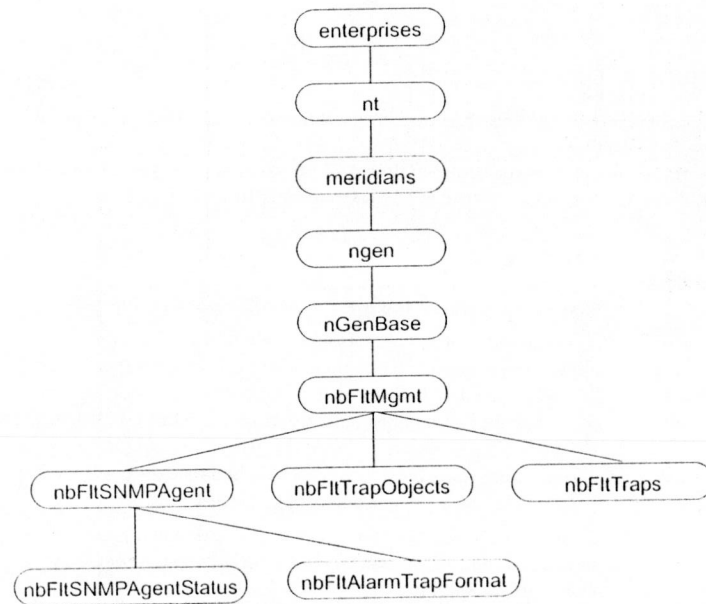 enterprises
nt
meridians
ngen
nGenBase
nbFltMgmt
nbFltSNMPAgent
nbFltTrapObjects
nbFltTraps
nbFltSNMPAgentStatus
nbFltAlarmTrapFormat